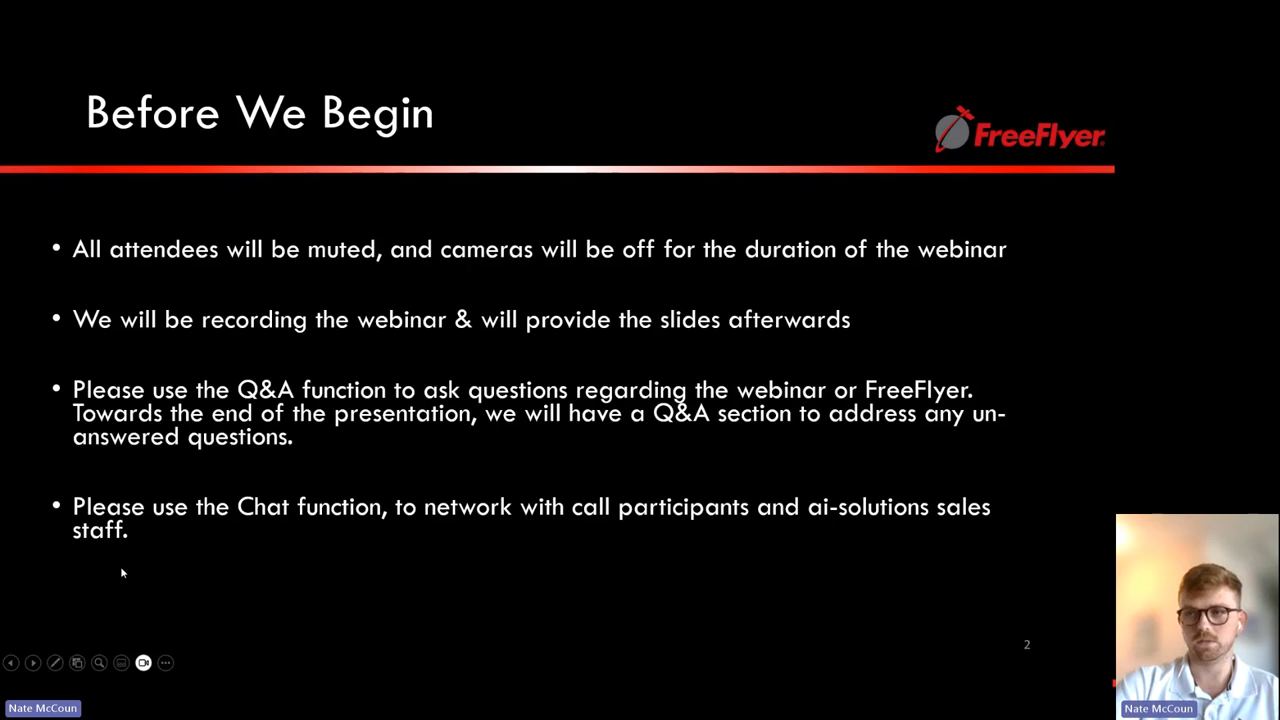 Before We Begin
FreeFlyer
• All attendees will be muted, and cameras will be off for the duration of the webinar
• We will be recording the webinar & will provide the slides afterwards
• Please use the Q&A function to ask questions regarding the webinar or FreeFlyer.
Towards the end of the presentation, we will have a Q&A section to address any un-
answered questions.
• Please use the Chat function, to network with call participants and ai-solutions sales
staff.
2
Nate McCoun
Nate McCoun